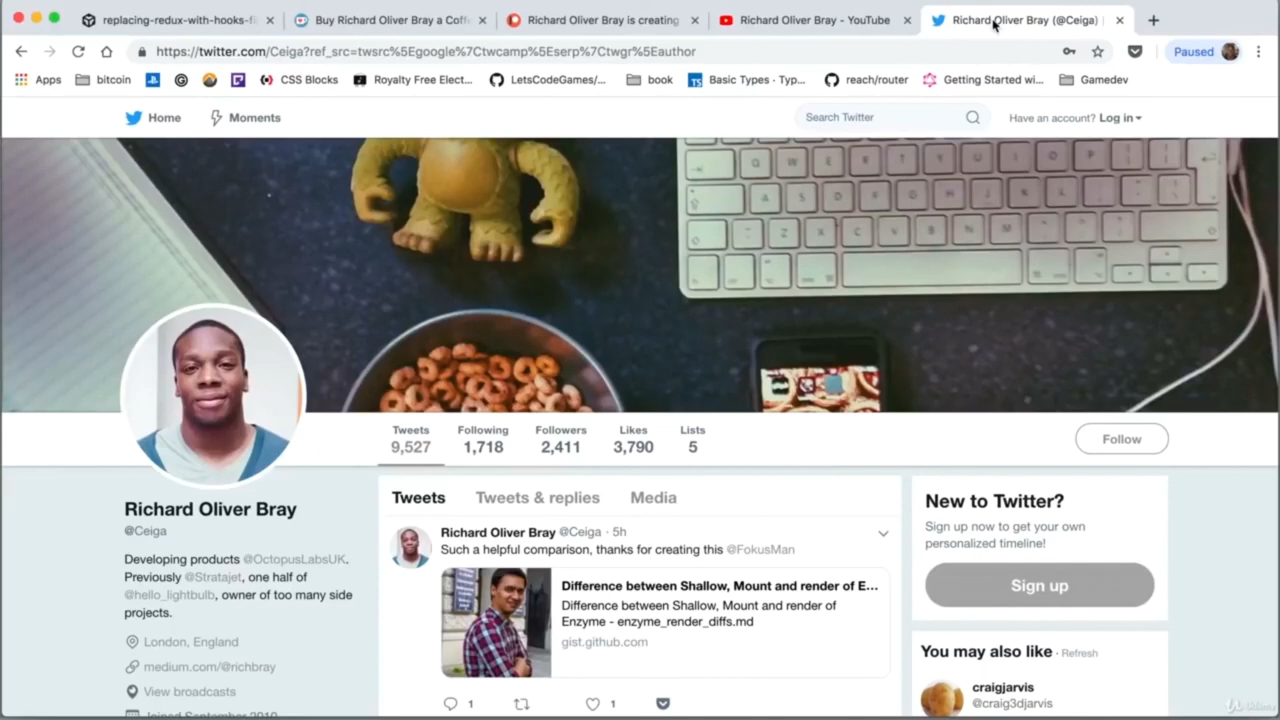 replacing-redux-with-hooks-fi
Buy Richard Oliver Bray a Coff
Richard Oliver Bray is creating
Richard Oliver Bray - YouTube
Richard Oliver Bray (@Ceiga)
https://twitter.com/Ceiga?ref_src=twsrc%5Egoogle%7Ctwcamp%5Eserp%7Ctwgr%5Eauthor
Paused
Apps
bitcoin
CSS Blocks
Royalty Free Elect...
LetsCodeGames/...
book
Basic Types · Typ...
reach/router
Getting Started wi...
Gamedev
Home
Moments
Search Twitter
Have an account? Log in
Tweets
9,527
Following
1,718
Followers
2,411
Likes
3,790
Lists
5
Follow
Richard Oliver Bray
@Ceiga
Developing products @OctopusLabsUK.
Previously @Stratajet, one half of
@hello_lightbulb, owner of too many side
projects.
London, England
medium.com/@richbray
View broadcasts
Joined September 2010
Tweets
Tweets & replies
Media
Richard Oliver Bray @Ceiga · 5h
Such a helpful comparison, thanks for creating this @FokusMan
Difference between Shallow, Mount and render of E...
Difference between Shallow, Mount and render of
Enzyme - enzyme_render_diffs.md
gist.github.com
1
1
New to Twitter?
Sign up now to get your own
personalized timeline!
Sign up
You may also like · Refresh
craigjarvis
@craig3djarvis
Udemy